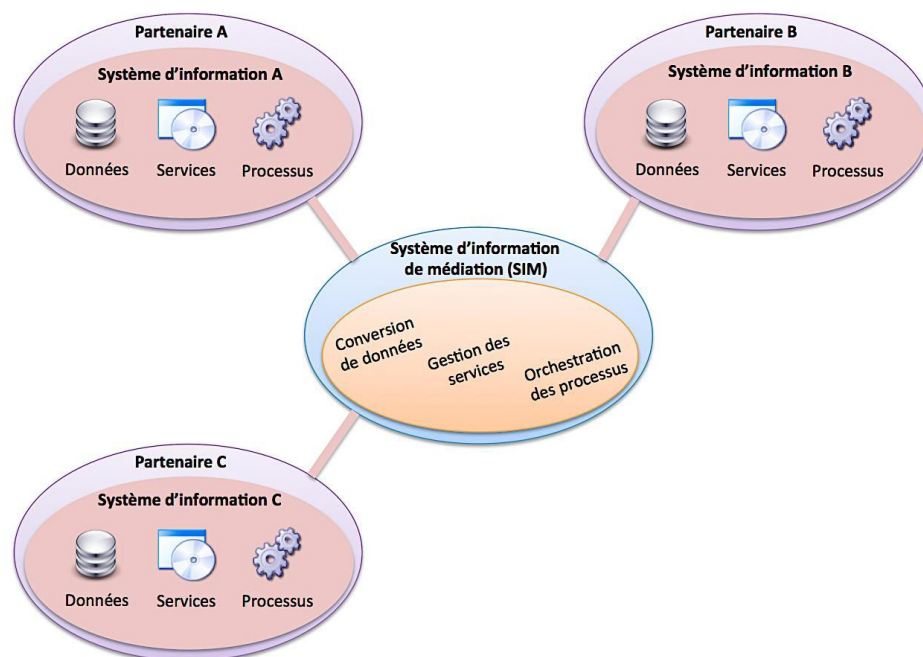 Partenaire A
Système d'information A
Données Services Processus
Partenaire B
Système d'information B
Données Services Processus
Système d'information
de médiation (SIM)
Conversion
de données
Gestion des
services
Orchestration
des processus
Partenaire C
Système d'information C
Données Services Processus